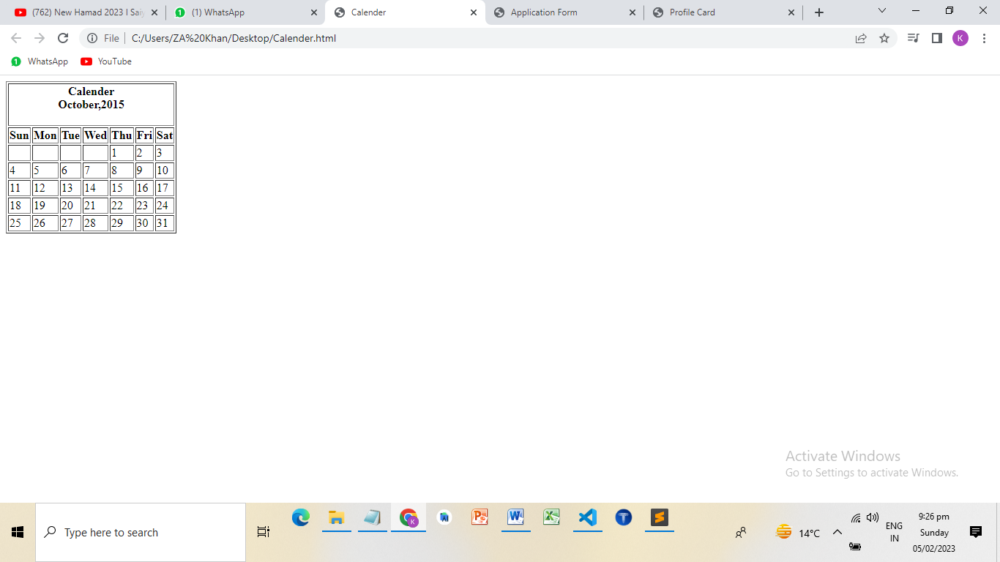 (762) New Hamad 2023 I Saiy
(1) WhatsApp
Calender
Application Form
Profile Card
File
C:/Users/ZA%20Khan/Desktop/Calender.html
K
WhatsApp
YouTube
Calender
October,2015
Sun Mon Tue Wed Thu Fri Sat
1 2 3
4 5 6 7 8 9 10
11 12 13 14 15 16 17
18 19 20 21 22 23 24
25 26 27 28 29 30 31
Activate Windows
Go to Settings to activate Windows.
Type here to search
14°C
ENG
IN
9:26 pm
Sunday
05/02/2023